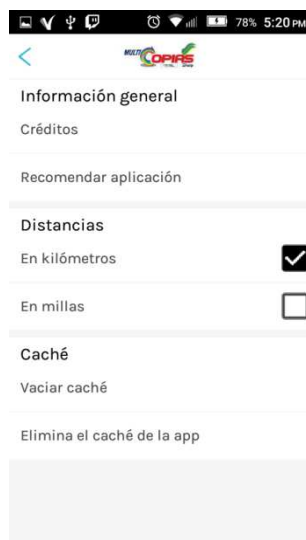 78% 5:20 PM
MULTI COPIAS
Información general
Créditos
Recomendar aplicación
Distancias
En kilómetros
En millas
Caché
Vaciar caché
Elimina el caché de la app